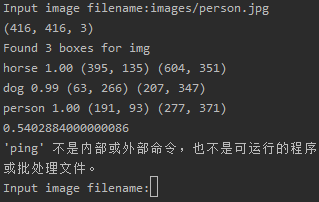 Input image filename:images/person.jpg
(416, 416, 3)
Found 3 boxes for img
horse 1.00 (395, 135) (604, 351)
dog 0.99 (63, 266) (207, 347)
person 1.00 (191, 93) (277, 371)
0.5402884000000086
'ping' 不是内部或外部命令，也不是可运行的程序
或批处理文件。
Input image filename: